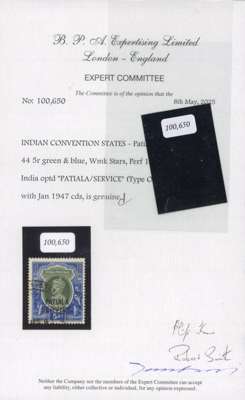 B. P. A. Expertising Limited
London - England
EXPERT COMMITTEE
The Committee is of the opinion that the
No: 100,650
8th May, 2025
100,650
INDIAN CONVENTION STATES - Pati
44 5r green & blue, Wmk Stars, Perf 1
India optd "PATIALA/SERVICE" (Type C
with Jan 1947 cds, is genuine.
100,650
PATIALA
Neither the Company nor the members of the Expert Committee can accept
any liability, either collective or individual, for any opinion expressed.